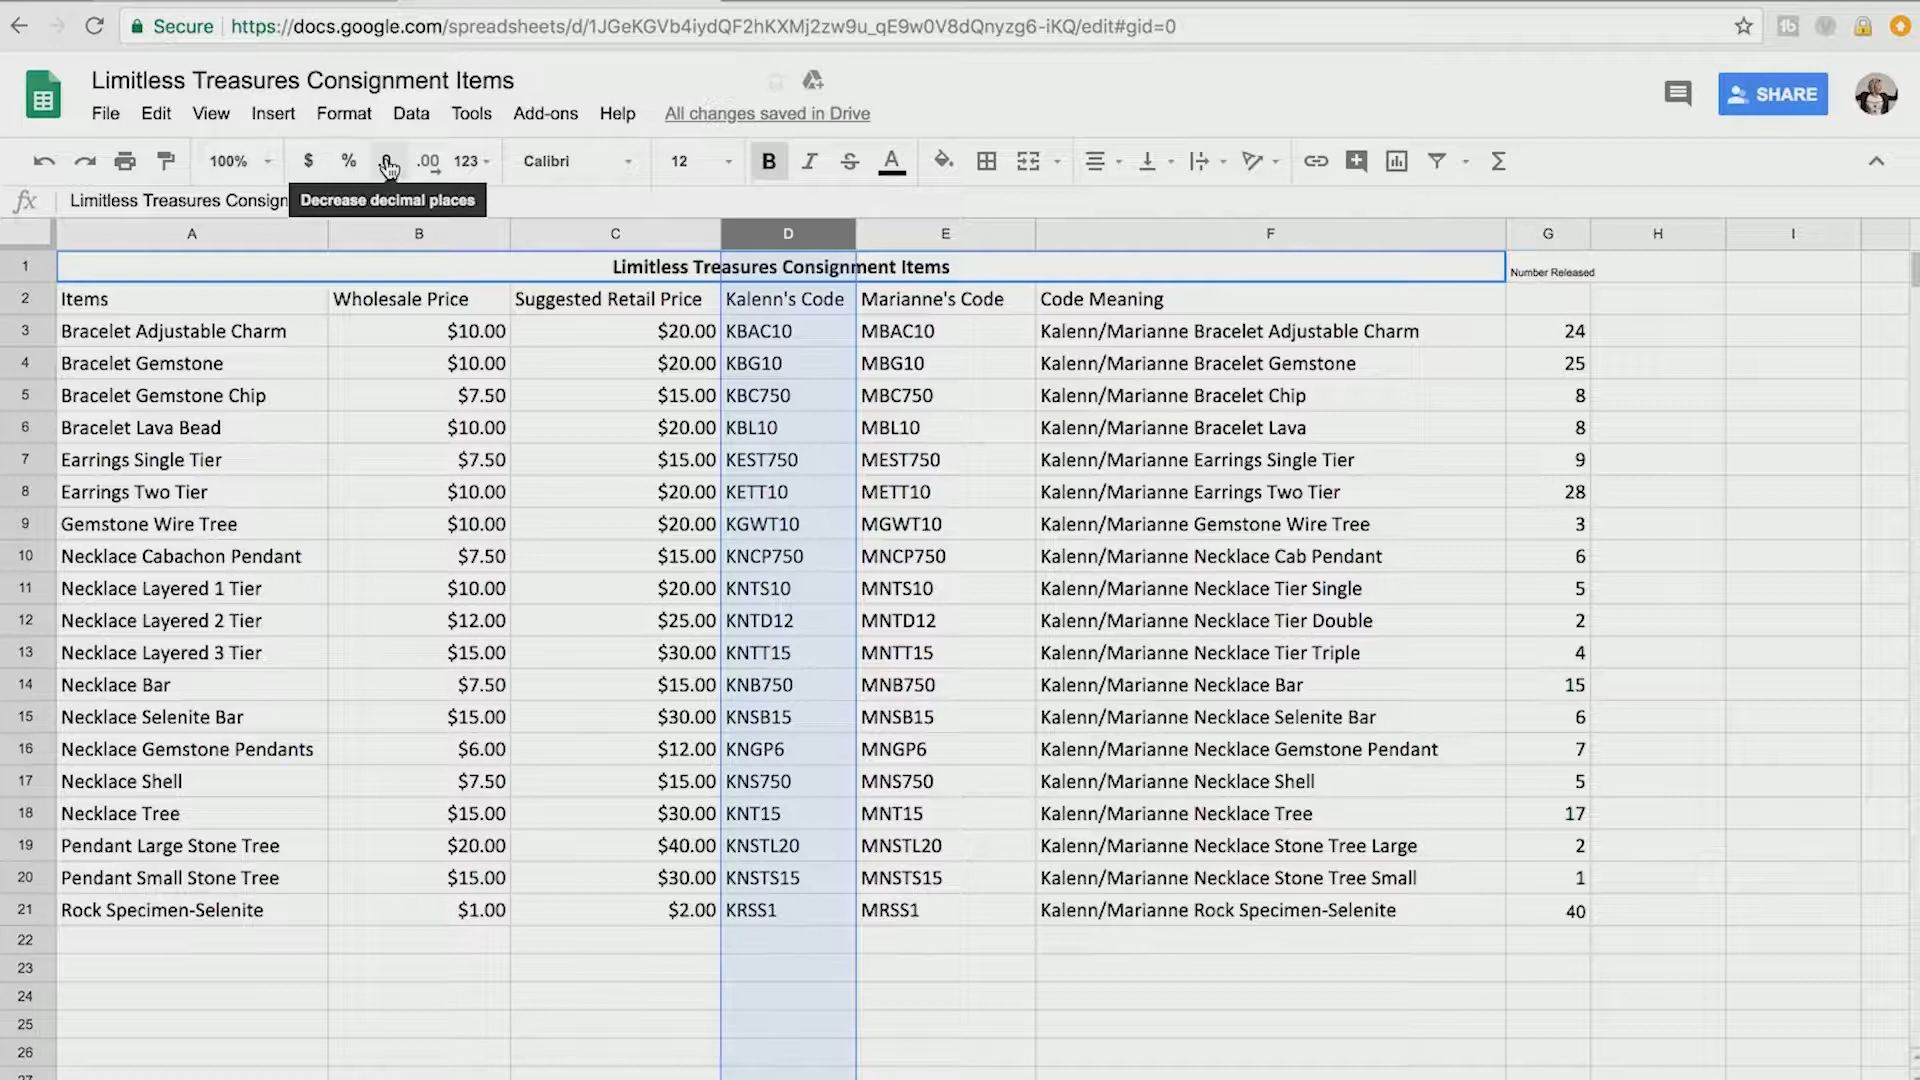 Secure https://docs.google.com/spreadsheets/d/1JGeKGVb4iydQF2hKXMj2zw9u_qE9w0V8dQnyzg6-iKQ/edit#gid=0
Limitless Treasures Consignment Items
File Edit View Insert Format Data Tools Add-ons Help All changes saved in Drive
SHARE
100% $ % .00 123 Calibri 12 B I S A
fx Limitless Treasures Consign
Decrease decimal places
A B C D E F G H I
1 Limitless Treasures Consignment Items Number Released
2 Items Wholesale Price Suggested Retail Price Kalenn's Code Marianne's Code Code Meaning
3 Bracelet Adjustable Charm $10.00 $20.00 KBAC10 MBAC10 Kalenn/Marianne Bracelet Adjustable Charm 24
4 Bracelet Gemstone $10.00 $20.00 KBG10 MBG10 Kalenn/Marianne Bracelet Gemstone 25
5 Bracelet Gemstone Chip $7.50 $15.00 KBC750 MBC750 Kalenn/Marianne Bracelet Chip 8
6 Bracelet Lava Bead $10.00 $20.00 KBL10 MBL10 Kalenn/Marianne Bracelet Lava 8
7 Earrings Single Tier $7.50 $15.00 KEST750 MEST750 Kalenn/Marianne Earrings Single Tier 9
8 Earrings Two Tier $10.00 $20.00 KETT10 METT10 Kalenn/Marianne Earrings Two Tier 28
9 Gemstone Wire Tree $10.00 $20.00 KGWT10 MGWT10 Kalenn/Marianne Gemstone Wire Tree 3
10 Necklace Cabachon Pendant $7.50 $15.00 KNCP750 MNCP750 Kalenn/Marianne Necklace Cab Pendant 6
11 Necklace Layered 1 Tier $10.00 $20.00 KNTS10 MNTS10 Kalenn/Marianne Necklace Tier Single 5
12 Necklace Layered 2 Tier $12.00 $25.00 KNTD12 MNTD12 Kalenn/Marianne Necklace Tier Double 2
13 Necklace Layered 3 Tier $15.00 $30.00 KNTT15 MNTT15 Kalenn/Marianne Necklace Tier Triple 4
14 Necklace Bar $7.50 $15.00 KNB750 MNB750 Kalenn/Marianne Necklace Bar 15
15 Necklace Selenite Bar $15.00 $30.00 KNSB15 MNSB15 Kalenn/Marianne Necklace Selenite Bar 6
16 Necklace Gemstone Pendants $6.00 $12.00 KNGP6 MNGP6 Kalenn/Marianne Necklace Gemstone Pendant 7
17 Necklace Shell $7.50 $15.00 KNS750 MNS750 Kalenn/Marianne Necklace Shell 5
18 Necklace Tree $15.00 $30.00 KNT15 MNT15 Kalenn/Marianne Necklace Tree 17
19 Pendant Large Stone Tree $20.00 $40.00 KNSTL20 MNSTL20 Kalenn/Marianne Necklace Stone Tree Large 2
20 Pendant Small Stone Tree $15.00 $30.00 KNSTS15 MNSTS15 Kalenn/Marianne Necklace Stone Tree Small 1
21 Rock Specimen-Selenite $1.00 $2.00 KRSS1 MRSS1 Kalenn/Marianne Rock Specimen-Selenite 40
22
23
24
25
26